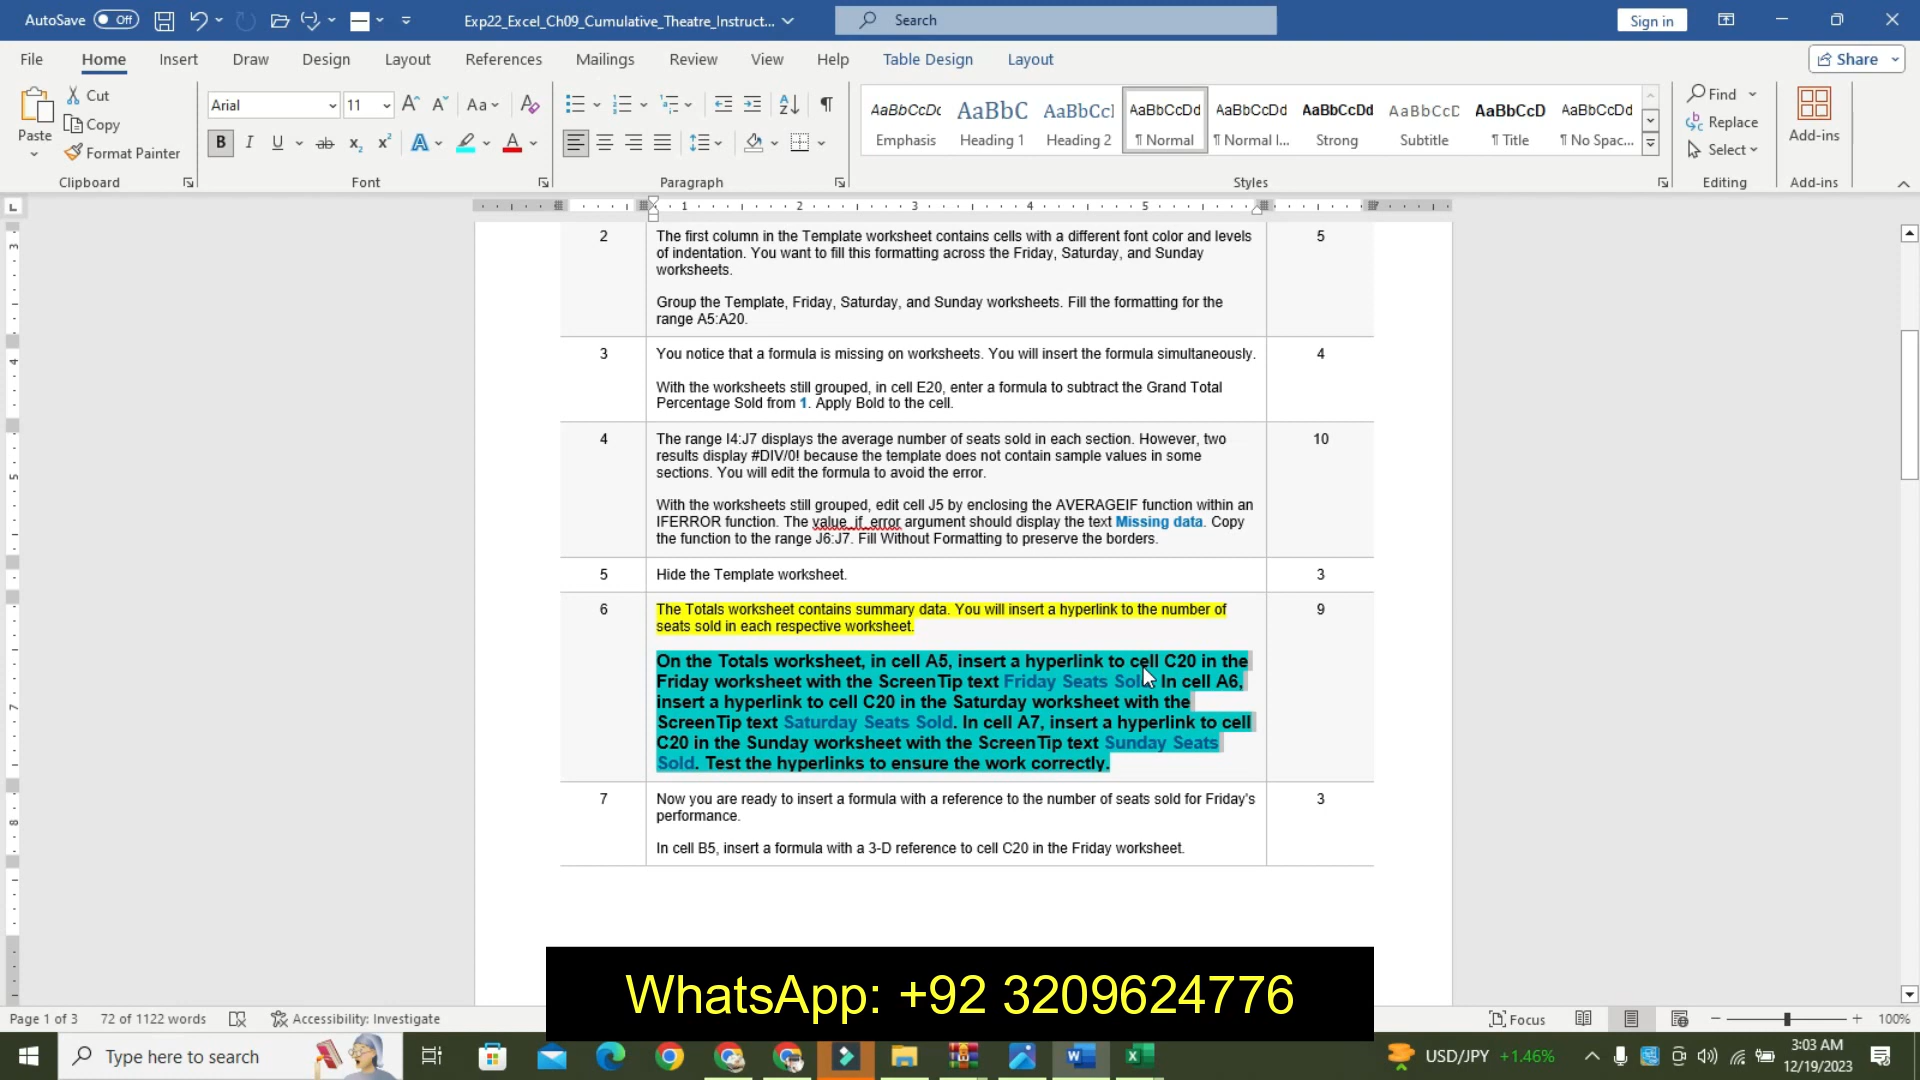 AutoSave Off Exp22_Excel_Ch09_Cumulative_Theatre_Instruct... Search Sign in
File Home Insert Draw Design Layout References Mailings Review View Help Table Design Layout Share
Paste Cut Copy Format Painter
Arial 11 Aa
B I U ab x₂ x² A A
AaBbCcDc AaBbC AaBbCcI AaBbCcDd AaBbCcDd AaBbCcDd AaBbCcC AaBbCcD AaBbCcDd
Emphasis Heading 1 Heading 2 ¶ Normal ¶ Normal I... Strong Subtitle ¶ Title ¶ No Spac...
Find Replace Select Add-ins
Clipboard Font Paragraph Styles Editing Add-ins
1 2 3 4 5
2 The first column in the Template worksheet contains cells with a different font color and levels 5
of indentation. You want to fill this formatting across the Friday, Saturday, and Sunday
worksheets.
Group the Template, Friday, Saturday, and Sunday worksheets. Fill the formatting for the
range A5:A20.
3 You notice that a formula is missing on worksheets. You will insert the formula simultaneously. 4
With the worksheets still grouped, in cell E20, enter a formula to subtract the Grand Total
Percentage Sold from 1. Apply Bold to the cell.
4 The range I4:J7 displays the average number of seats sold in each section. However, two 10
results display #DIV/0! because the template does not contain sample values in some
sections. You will edit the formula to avoid the error.
With the worksheets still grouped, edit cell J5 by enclosing the AVERAGEIF function within an
IFERROR function. The value_if_error argument should display the text Missing data. Copy
the function to the range J6:J7. Fill Without Formatting to preserve the borders.
5 Hide the Template worksheet. 3
6 The Totals worksheet contains summary data. You will insert a hyperlink to the number of 9
seats sold in each respective worksheet.
On the Totals worksheet, in cell A5, insert a hyperlink to cell C20 in the
Friday worksheet with the ScreenTip text Friday Seats Sold. In cell A6,
insert a hyperlink to cell C20 in the Saturday worksheet with the
ScreenTip text Saturday Seats Sold. In cell A7, insert a hyperlink to cell
C20 in the Sunday worksheet with the ScreenTip text Sunday Seats
Sold. Test the hyperlinks to ensure the work correctly.
7 Now you are ready to insert a formula with a reference to the number of seats sold for Friday's 3
performance.
In cell B5, insert a formula with a 3-D reference to cell C20 in the Friday worksheet.
WhatsApp: +92 3209624776
Page 1 of 3 72 of 1122 words Accessibility: Investigate Focus 100%
Type here to search USD/JPY +1.46% 3:03 AM
12/19/2023